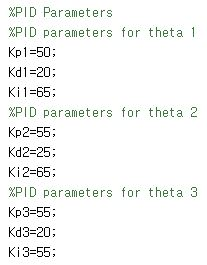 %PID Parameters
%PID parameters for theta 1
Kp1=50;
Kd1=20;
Ki1=65;
%PID parameters for theta 2
Kp2=55;
Kd2=25;
Ki2=65;
%PID parameters for theta 3
Kp3=55;
Kd3=20;
Ki3=55;